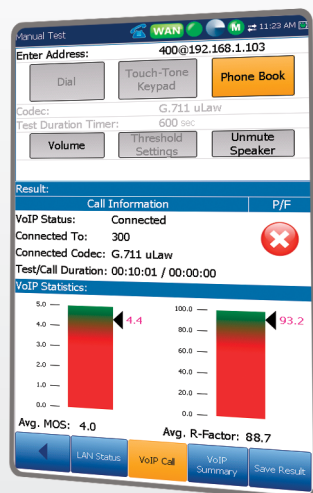 Manual Test WAN M 11:23 AM
Enter Address: 400@192.168.1.103
Dial Touch-Tone Keypad Phone Book
Codec: G.711 uLaw
Test Duration Timer: 600 sec
Volume Threshold Settings Unmute Speaker
Result:
Call Information P/F
VoIP Status: Connected
Connected To: 300
Connected Codec: G.711 uLaw
Test/Call Duration: 00:10:01 / 00:00:00
VoIP Statistics:
5.0 100.0
4.4 93.2
4.0 80.0
3.0 60.0
2.0 40.0
1.0 20.0
0.0 0.0
Avg. MOS: 4.0 Avg. R-Factor: 88.7
LAN Status VoIP Call VoIP Summary Save Result